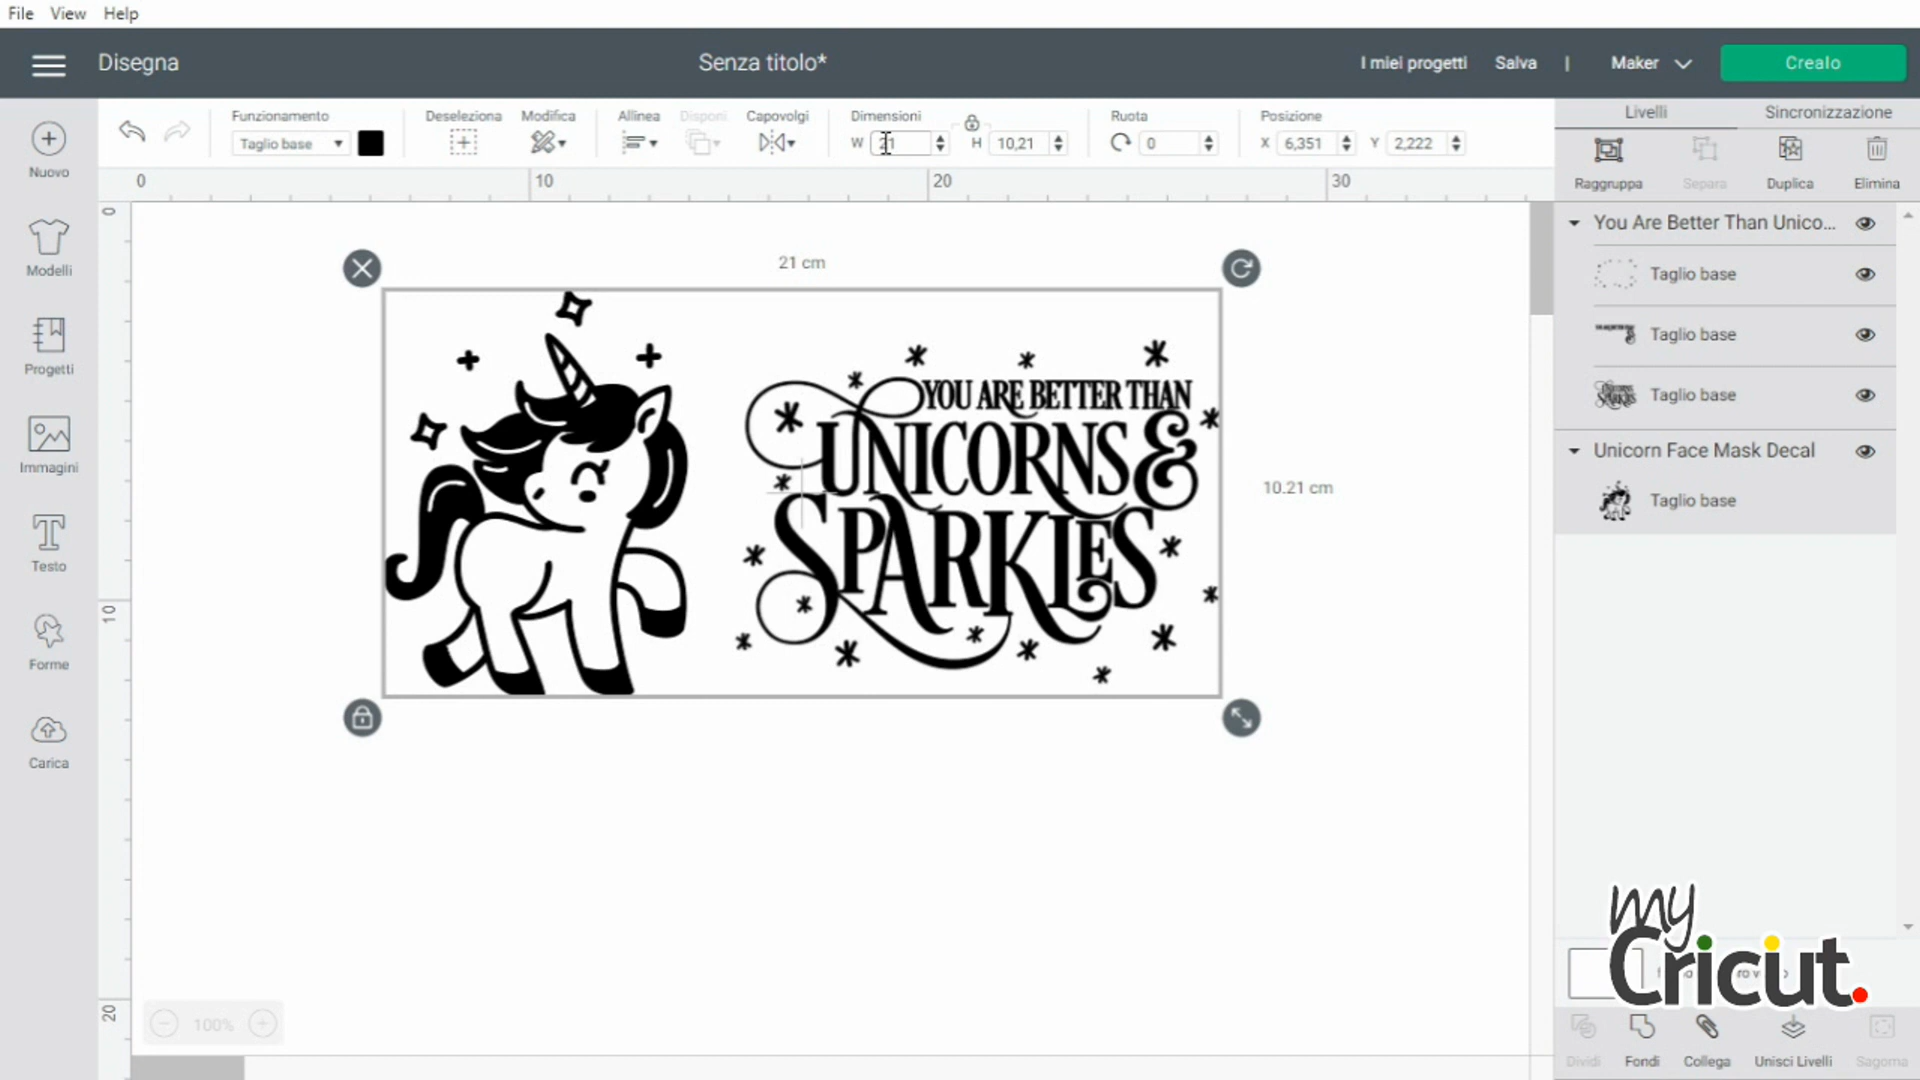 File View Help
Disegna
Senza titolo*
I miei progetti Salva | Maker Crealo
Funzionamento
Taglio base
Deseleziona
Modifica
Allinea
Disponi
Capovolgi
Dimensioni
W 21 H 10,21
Ruota
0
Posizione
X 6,351 Y 2,222
Livelli Sincronizzazione
Raggruppa Separa Duplica Elimina
0 10 20 30
0
10
20
Nuovo
Modelli
Progetti
Immagini
Testo
Forme
Carica
21 cm
10.21 cm
YOU ARE BETTER THAN
UNICORNS &
SPARKLES
You Are Better Than Unico...
Taglio base
Taglio base
Taglio base
Unicorn Face Mask Decal
Taglio base
100%
my
Cricut.
Dividi Fondi Collega Unisci Livelli Sagoma